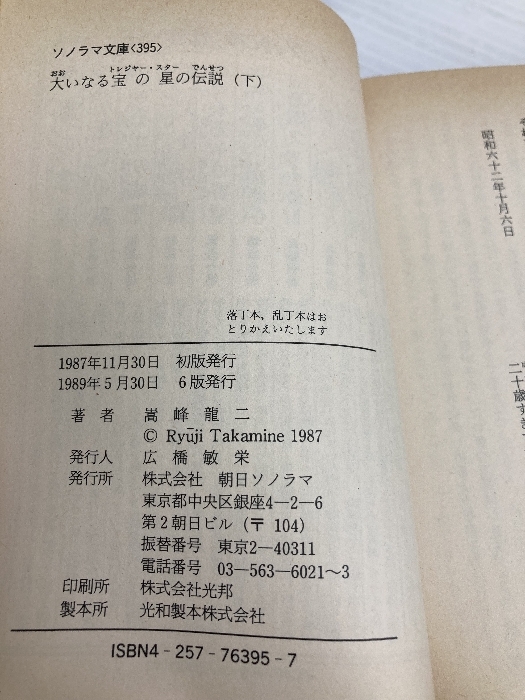 ソノラマ文庫〈395〉
大いなる宝の星の伝説（下）
おお
トレジャー・スター
でんせつ
落丁本、乱丁本はお
とりかえいたします
1987年11月30日 初版発行
1989年5月30日 6版発行
著者 嵩峰龍二
© Ryūji Takamine 1987
発行人 広橋敏栄
発行所 株式会社 朝日ソノラマ
東京都中央区銀座4—2—6
第2朝日ビル（〒104）
振替番号 東京2—40311
電話番号 03—563—6021〜3
印刷所 株式会社光邦
製本所 光和製本株式会社
ISBN4-257-76395-7
昭和六十二年十月六日